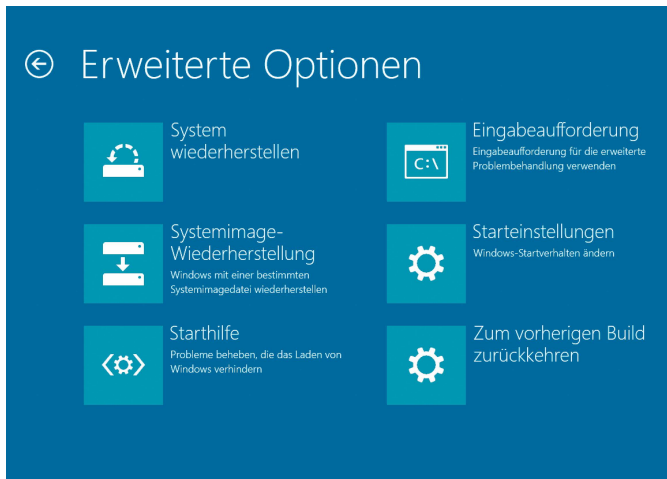 Erweiterte Optionen
System
wiederherstellen
Systemimage-
Wiederherstellung
Windows mit einer bestimmten
Systemimagedatei wiederherstellen
Starthilfe
Probleme beheben, die das Laden von
Windows verhindern
C:\
Eingabeaufforderung
Eingabeaufforderung für die erweiterte
Problembehandlung verwenden
Starteinstellungen
Windows-Startverhalten ändern
Zum vorherigen Build
zurückkehren